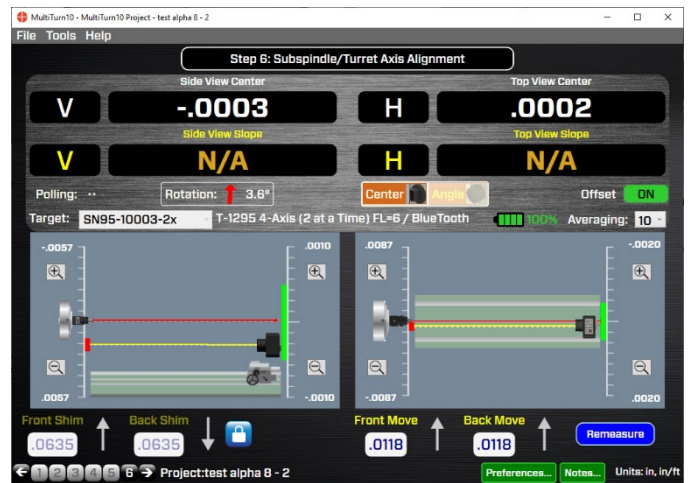 MultiTurn10 - MultiTurn10 Project - test alpha 8 - 2
File Tools Help
Step 6: Subspindle/Turret Axis Alignment
Side View Center Top View Center
V -.0003 H .0002
Side View Slope Top View Slope
V N/A H N/A
Polling: .. Rotation: 3.6° Center Angle Offset ON
Target: SN95-10003-2x T-1295 4-Axis (2 at a Time) FL=6 / BlueTooth 100% Averaging: 10
-.0057 .0010 .0087 -.0020
.0057 -.0010 -.0087 .0020
Front Shim Back Shim Front Move Back Move
.0635 .0635 .0118 .0118 Remeasure
1 2 3 4 5 6 Project:test alpha 8 - 2 Preferences... Notes... Units: in, in/ft